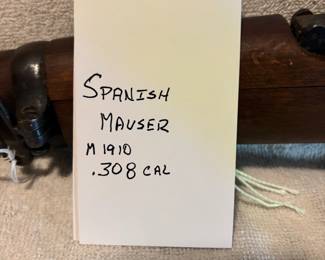 SPANISH
MAUSER
M 1910
.308 CAL